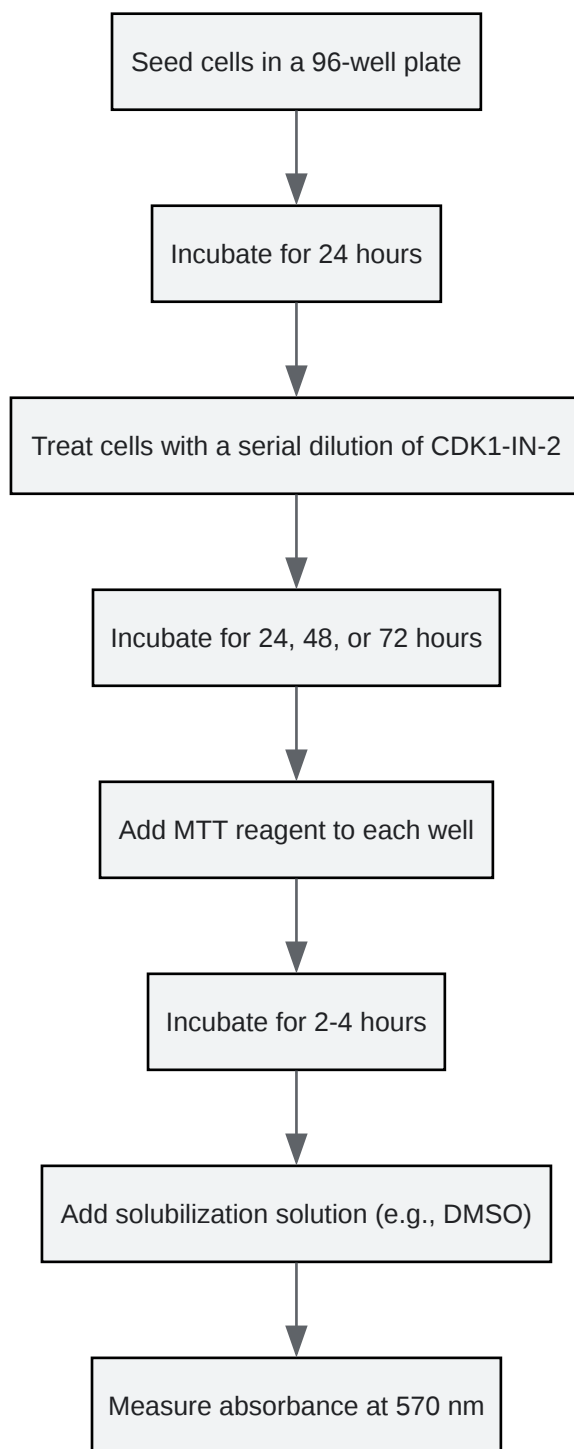 Seed cells in a 96-well plate
Incubate for 24 hours
Treat cells with a serial dilution of CDK1-IN-2
Incubate for 24, 48, or 72 hours
Add MTT reagent to each well
Incubate for 2-4 hours
Add solubilization solution (e.g., DMSO)
Measure absorbance at 570 nm